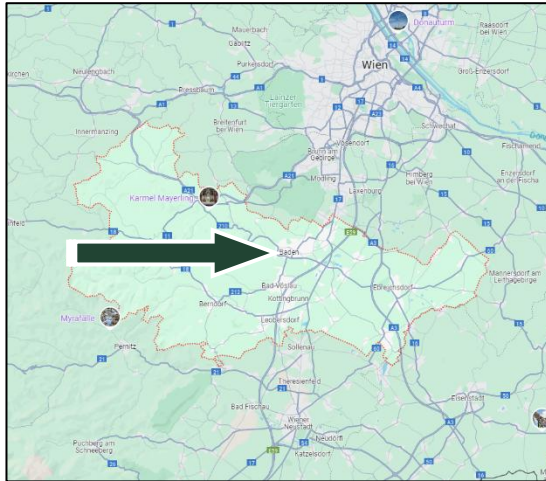 Donauturm
Mauerbach
Gablitz
Raasdorf
bei Wien
Purkersdorf
Wien
Neulengbach
Groß-Enzersdorf
Pressbaum
Lainzer
Tiergarten
Innermanzing
Breitenfurt
bei Wien
Vösendorf
Schwechat
Brunn am
Gebirge
Fischamend
Mödling
Himberg
bei Wien
Enzersdorf
an der Fischa
Laxenburg
Karmel Mayerling
Baden
Mannersdorf am
Leithagebirge
Bad Vöslau
Ebreichsdorf
Kottingbrunn
Berndorf
Leobersdorf
Myrafälle
Pernitz
Sollenau
Theresienfeld
Bad Fischau
Eisenstadt
Wiener
Neustadt
Puchberg am
Schneeberg
Neudörfl
Katzelsdorf